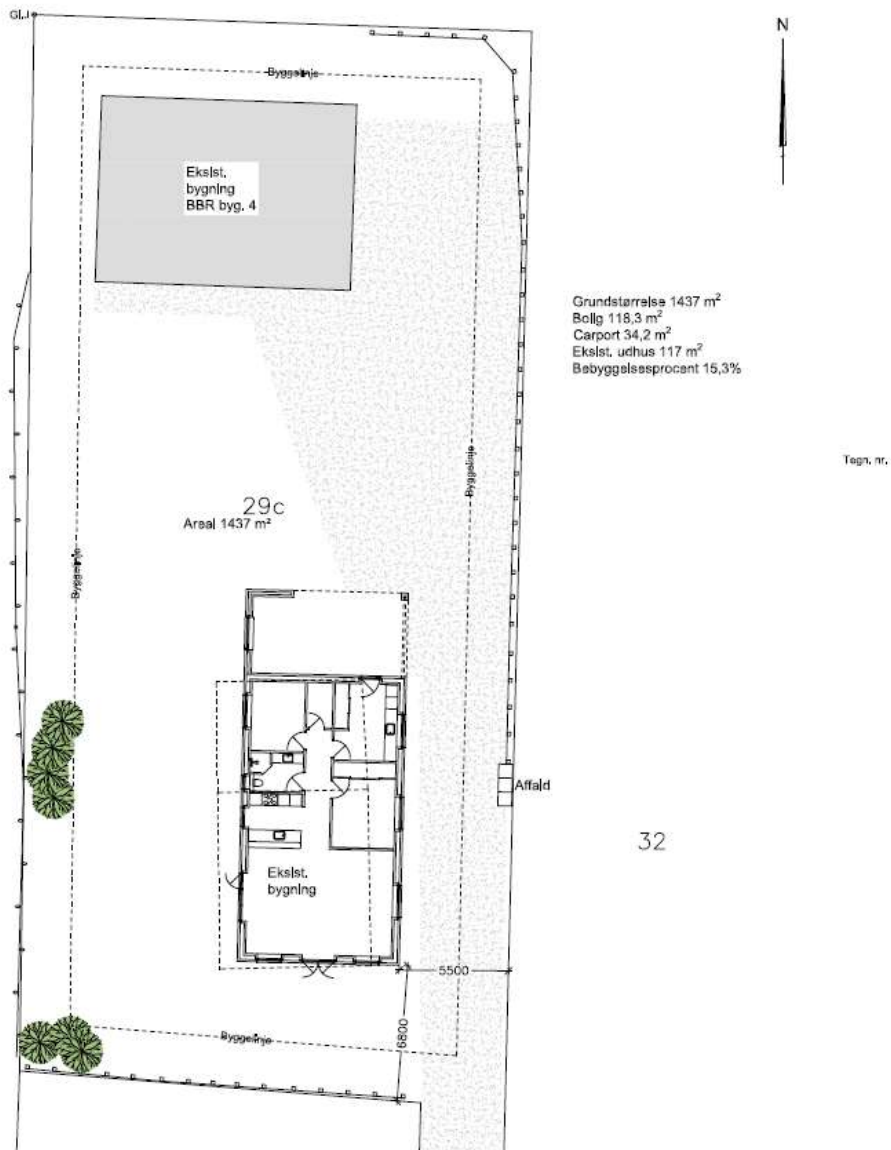 N
Byggelinje
Eksist.
bygning
BBR byg. 4
Grundstørrelse 1437 m²
Bolig 118,3 m²
Carport 34,2 m²
Eksist. udhus 117 m²
Bebyggelsesprocent 15,3%
Byggelinje
Tegn. nr.
29c
Areal 1437 m²
Byggelinje
Affald
32
Eksist.
bygning
5500
6800
Byggelinje